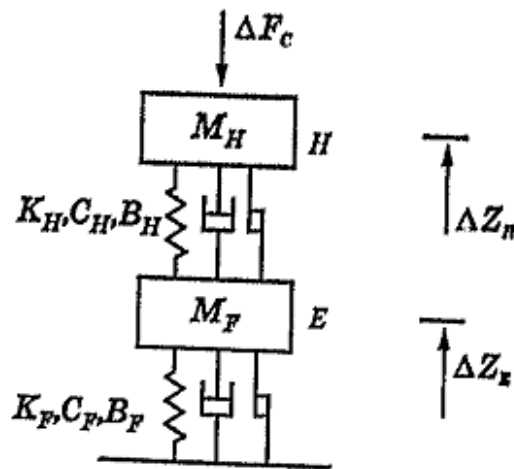 ΔF_c
M_H H
K_H,C_H,B_H
ΔZ_H
M_F E
ΔZ_E
K_F,C_F,B_F